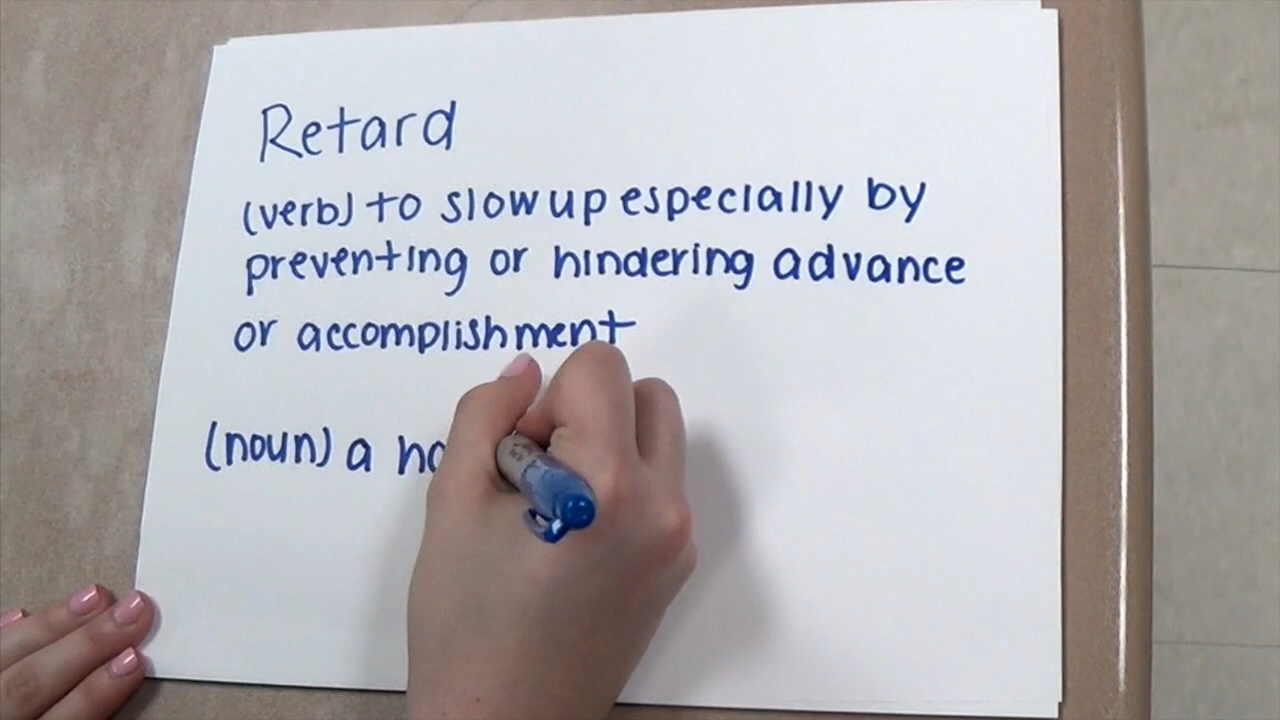 Retard
(verb) to slow up especially by
preventing or hindering advance
or accomplishment
(noun) a